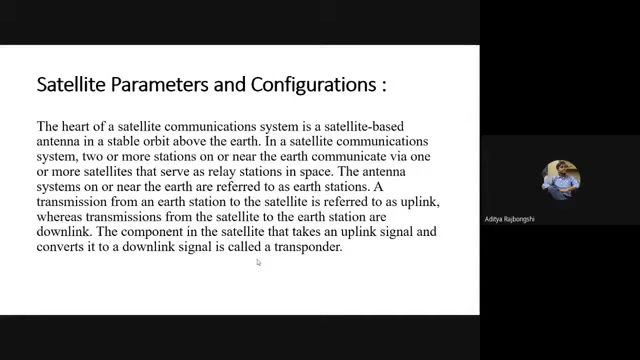 Satellite Parameters and Configurations :
The heart of a satellite communications system is a satellite-based
antenna in a stable orbit above the earth. In a satellite communications
system, two or more stations on or near the earth communicate via one
or more satellites that serve as relay stations in space. The antenna
systems on or near the earth are referred to as earth stations. A
transmission from an earth station to the satellite is referred to as uplink,
whereas transmissions from the satellite to the earth station are
downlink. The component in the satellite that takes an uplink signal and
converts it to a downlink signal is called a transponder.
Aditya Rajbongshi